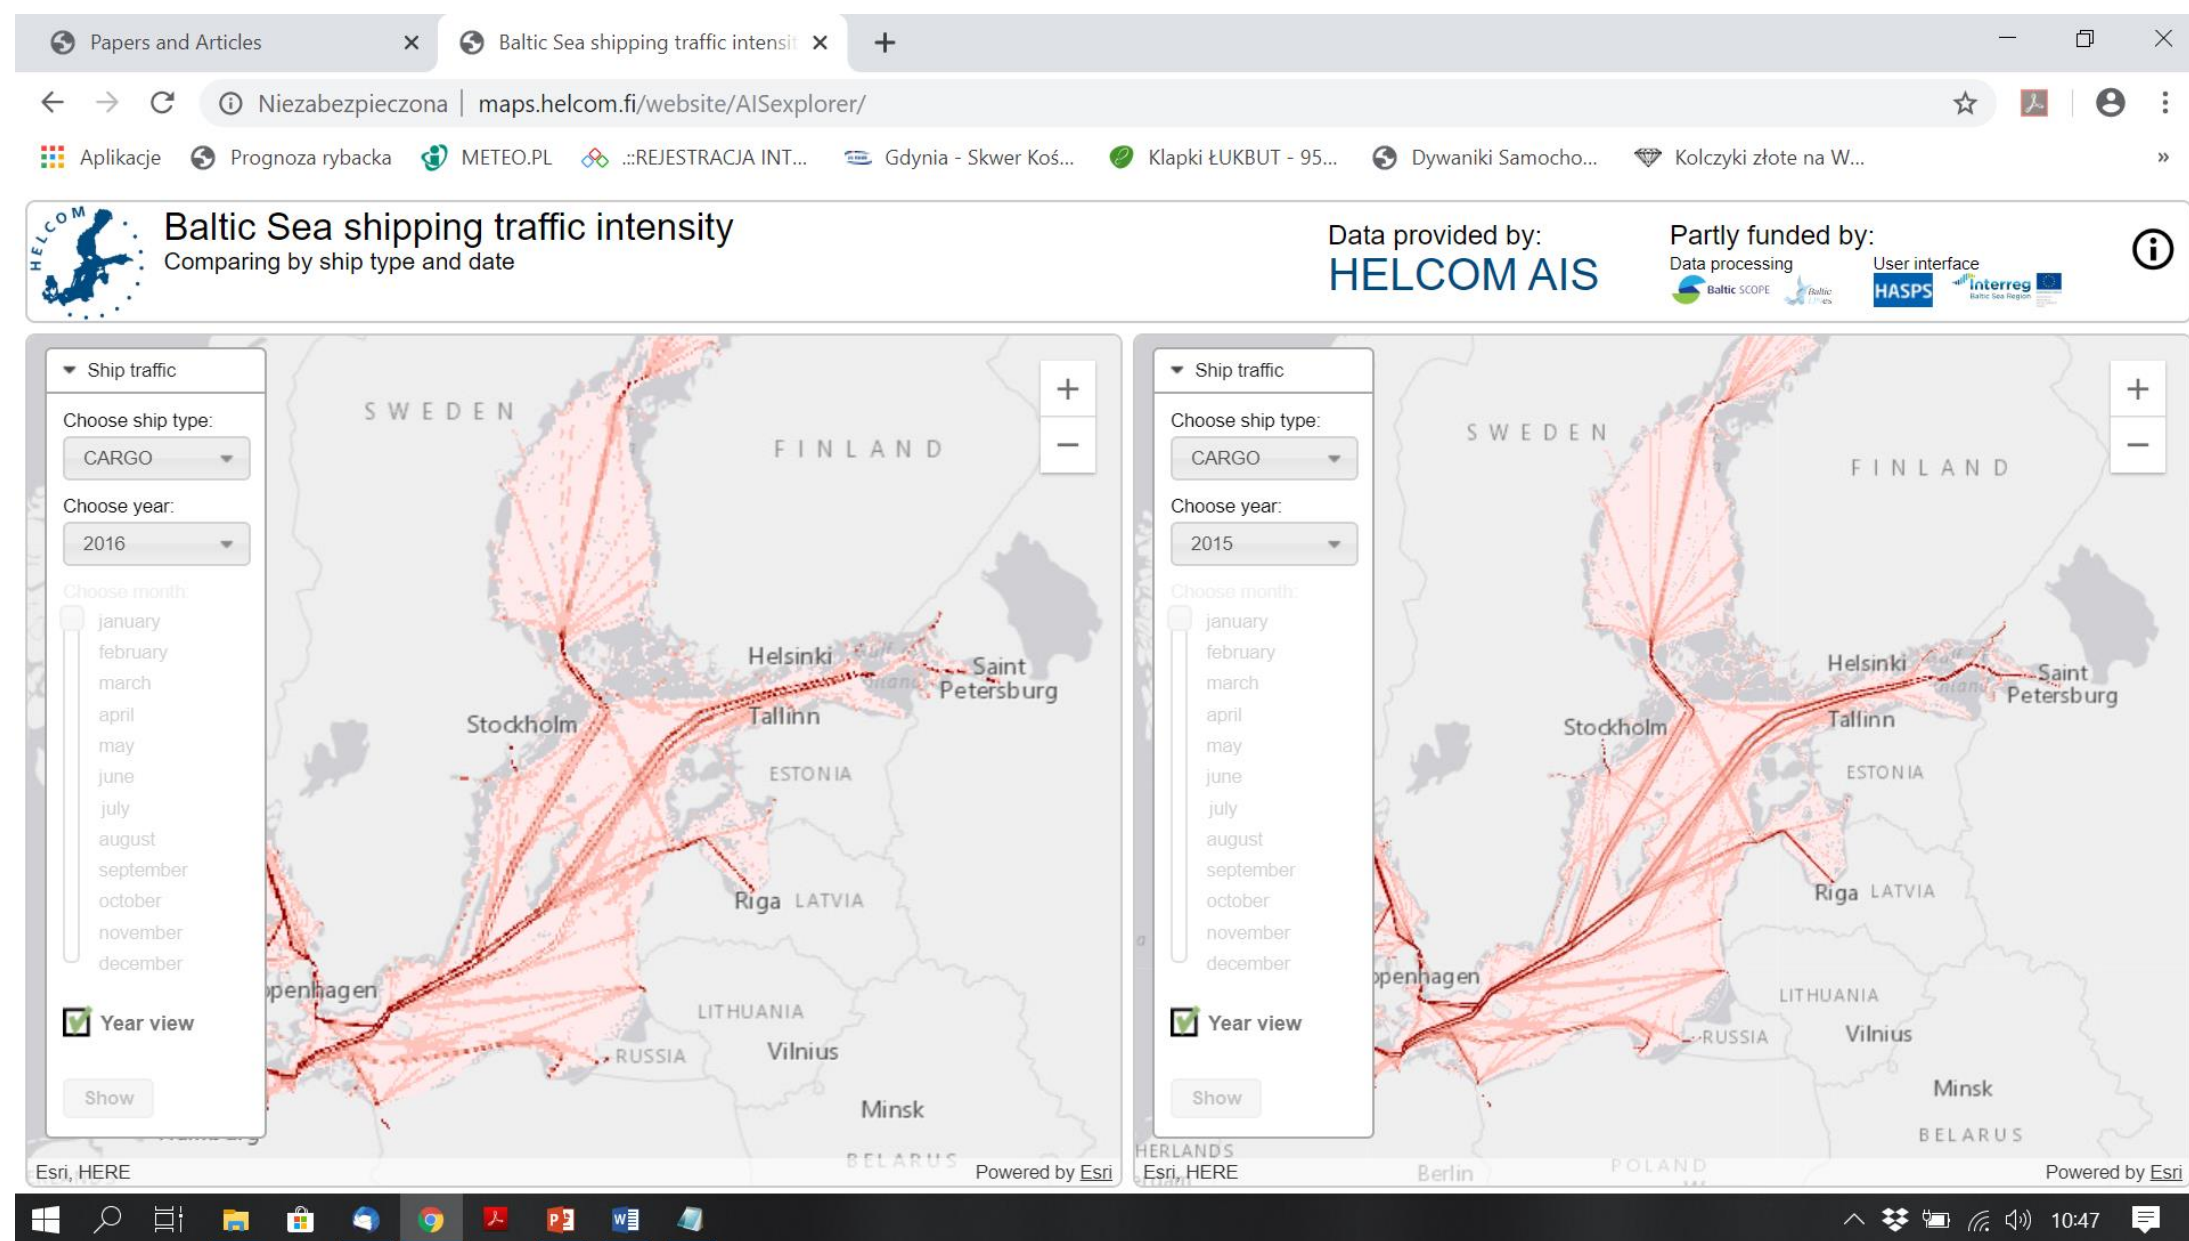 Papers and Articles
Baltic Sea shipping traffic intensit
Niezabezpieczona | maps.helcom.fi/website/AISexplorer/
Aplikacje Prognoza rybacka METEO.PL .::REJESTRACJA INT... Gdynia - Skwer Koś... Klapki ŁUKBUT - 95... Dywaniki Samocho... Kolczyki złote na W... »
HELCOM
Baltic Sea shipping traffic intensity
Comparing by ship type and date
Data provided by:
HELCOM AIS
Partly funded by:
Data processing
Baltic SCOPE
Baltic
User interface
HASPS
Interreg
Baltic Sea Region
Ship traffic
Choose ship type:
CARGO
Choose year:
2016
Choose month:
january
february
march
april
may
june
july
august
september
october
november
december
Year view
Show
SWEDEN
FINLAND
Helsinki
Saint
Petersburg
Tallinn
Stockholm
ESTONIA
Riga LATVIA
openhagen
LITHUANIA
RUSSIA
Vilnius
Minsk
BELARUS
Esri, HERE
Powered by Esri
Ship traffic
Choose ship type:
CARGO
Choose year:
2015
Choose month:
january
february
march
april
may
june
july
august
september
october
november
december
Year view
Show
SWEDEN
FINLAND
Helsinki
Saint
Petersburg
Tallinn
Stockholm
ESTONIA
Riga LATVIA
openhagen
LITHUANIA
RUSSIA
Vilnius
Minsk
BELARUS
HERLANDS
Berlin
POLAND
Esri, HERE
Powered by Esri
10:47